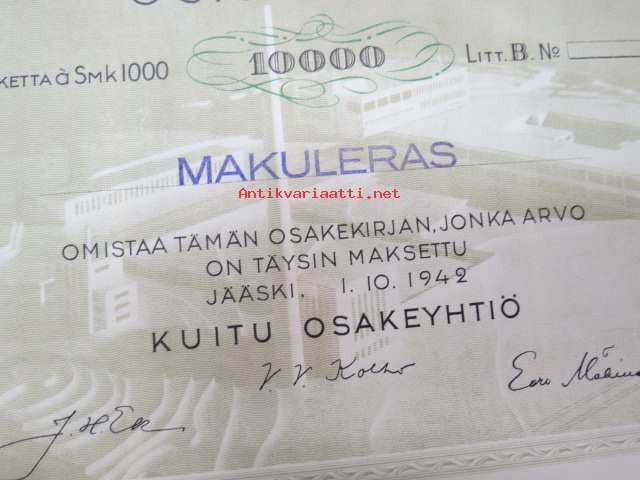 KETTA À SMK 1000 10000 LITT. B. No
MAKULERAS
Antikvariaatti.net
OMISTAA TÄMÄN OSAKEKIRJAN, JONKA ARVO
ON TÄYSIN MAKSETTU
JÄÄSKI, 1. 10. 1942
KUITU OSAKEYHTIÖ